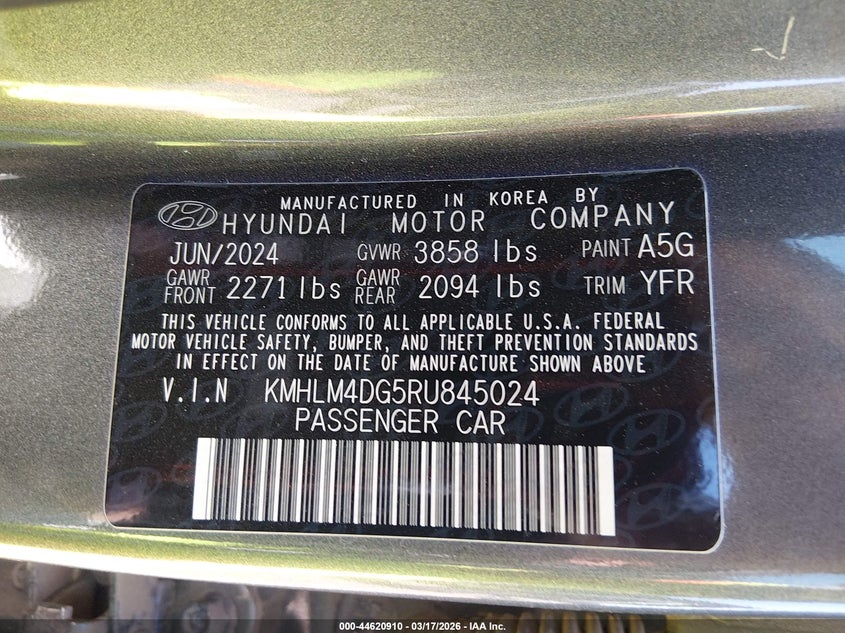 MANUFACTURED IN KOREA BY
HYUNDAI MOTOR COMPANY
JUN/2024 GVWR 3858 lbs PAINT A5G
GAWR FRONT 2271 lbs GAWR REAR 2094 lbs TRIM YFR
THIS VEHICLE CONFORMS TO ALL APPLICABLE U.S.A. FEDERAL
MOTOR VEHICLE SAFETY, BUMPER, AND THEFT PREVENTION STANDARDS
IN EFFECT ON THE DATE OF MANUFACTURE SHOWN ABOVE
V.I.N KMHLM4DG5RU845024
PASSENGER CAR
000-44620910 - 03/17/2026 - IAA Inc.